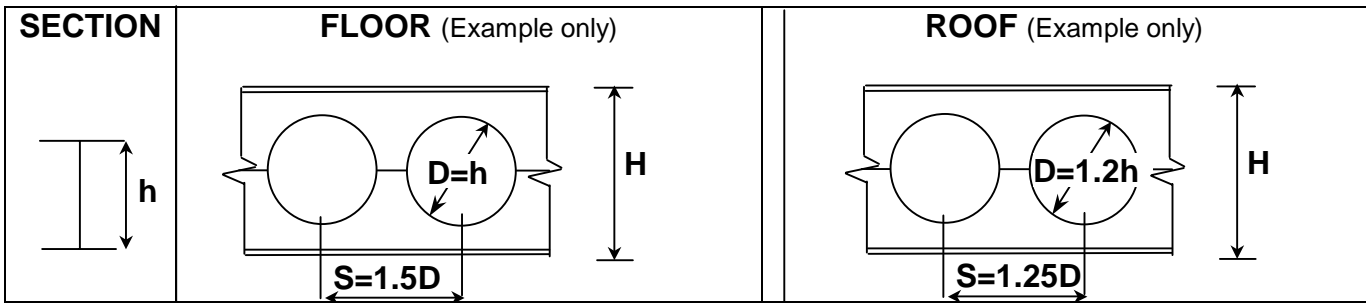 SECTION
FLOOR (Example only)
ROOF (Example only)
h
D=h
H
S=1.5D
D=1.2h
H
S=1.25D